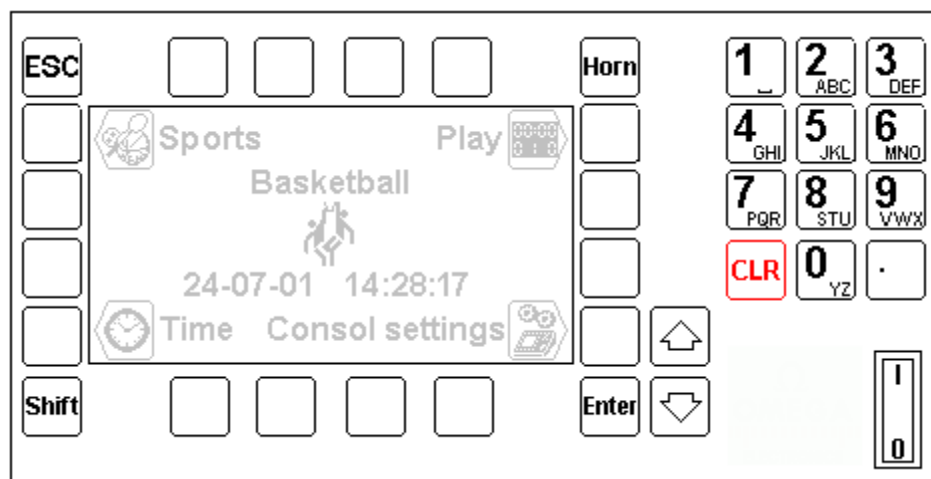 ESC
Horn
1
2 ABC
3 DEF
Sports
Play
4 GHI
5 JKL
6 MNO
Basketball
7 PQR
8 STU
9 VWX
24-07-01 14:28:17
CLR
0 YZ
.
Time
Consol settings
Shift
Enter
I
0